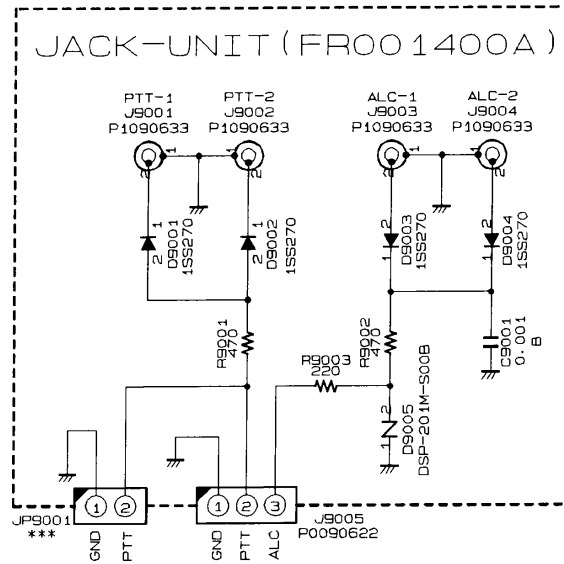 JACK-UNIT(FR001400A)
PTT-1
J9001
P1090633
PTT-2
J9002
P1090633
ALC-1
J9003
P1090633
ALC-2
J9004
P1090633
1
2
1
2
1
2
1
2
1
2
D9001
1SS270
1
2
D9002
1SS270
2
1
D9003
1SS270
2
1
D9004
1SS270
R9001
470
R9002
470
C9001
0.001
B
R9003
220
2
1
D9005
DSP-201M-S00B
1
2
1
2
3
JP9001
***
GND
PTT
GND
PTT
ALC
J9005
P0090622